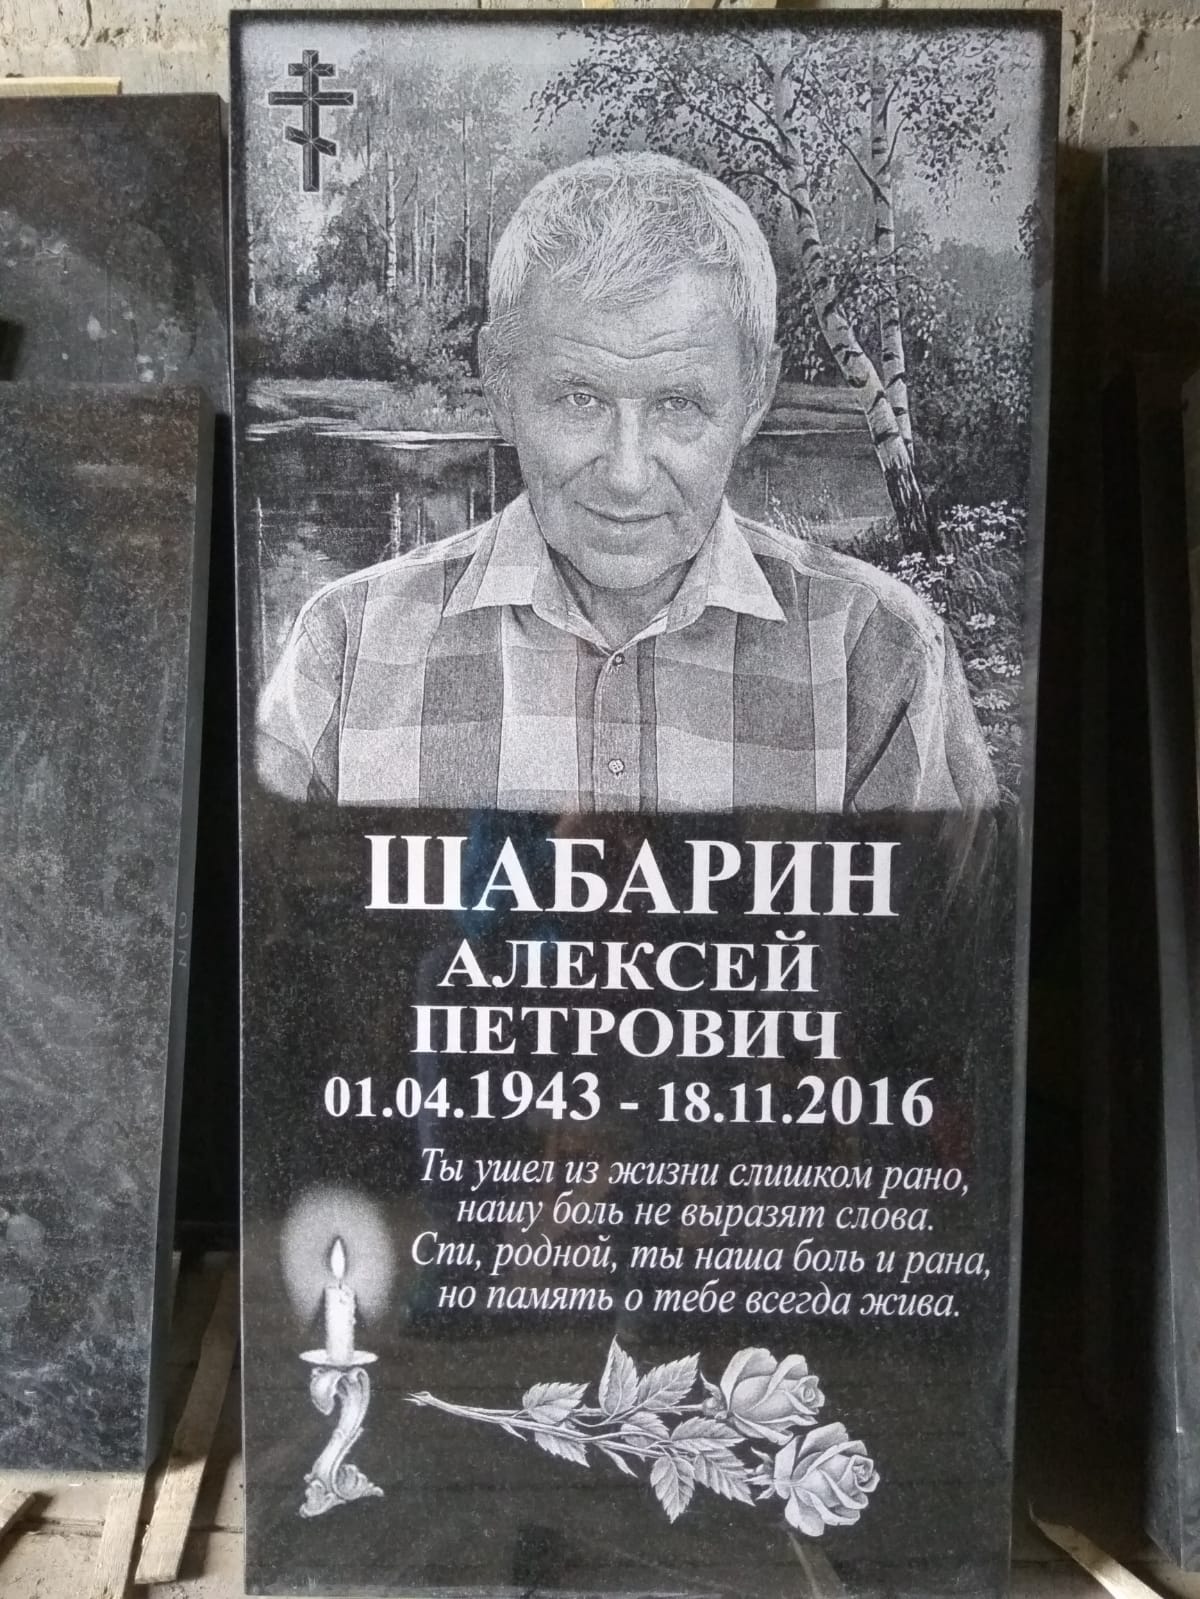 ШАБАРИН
АЛЕКСЕЙ
ПЕТРОВИЧ
01.04.1943 - 18.11.2016
Ты ушел из жизни слишком рано,
нашу боль не выразят слова.
Спи, родной, ты наша боль и рана,
но память о тебе всегда жива.